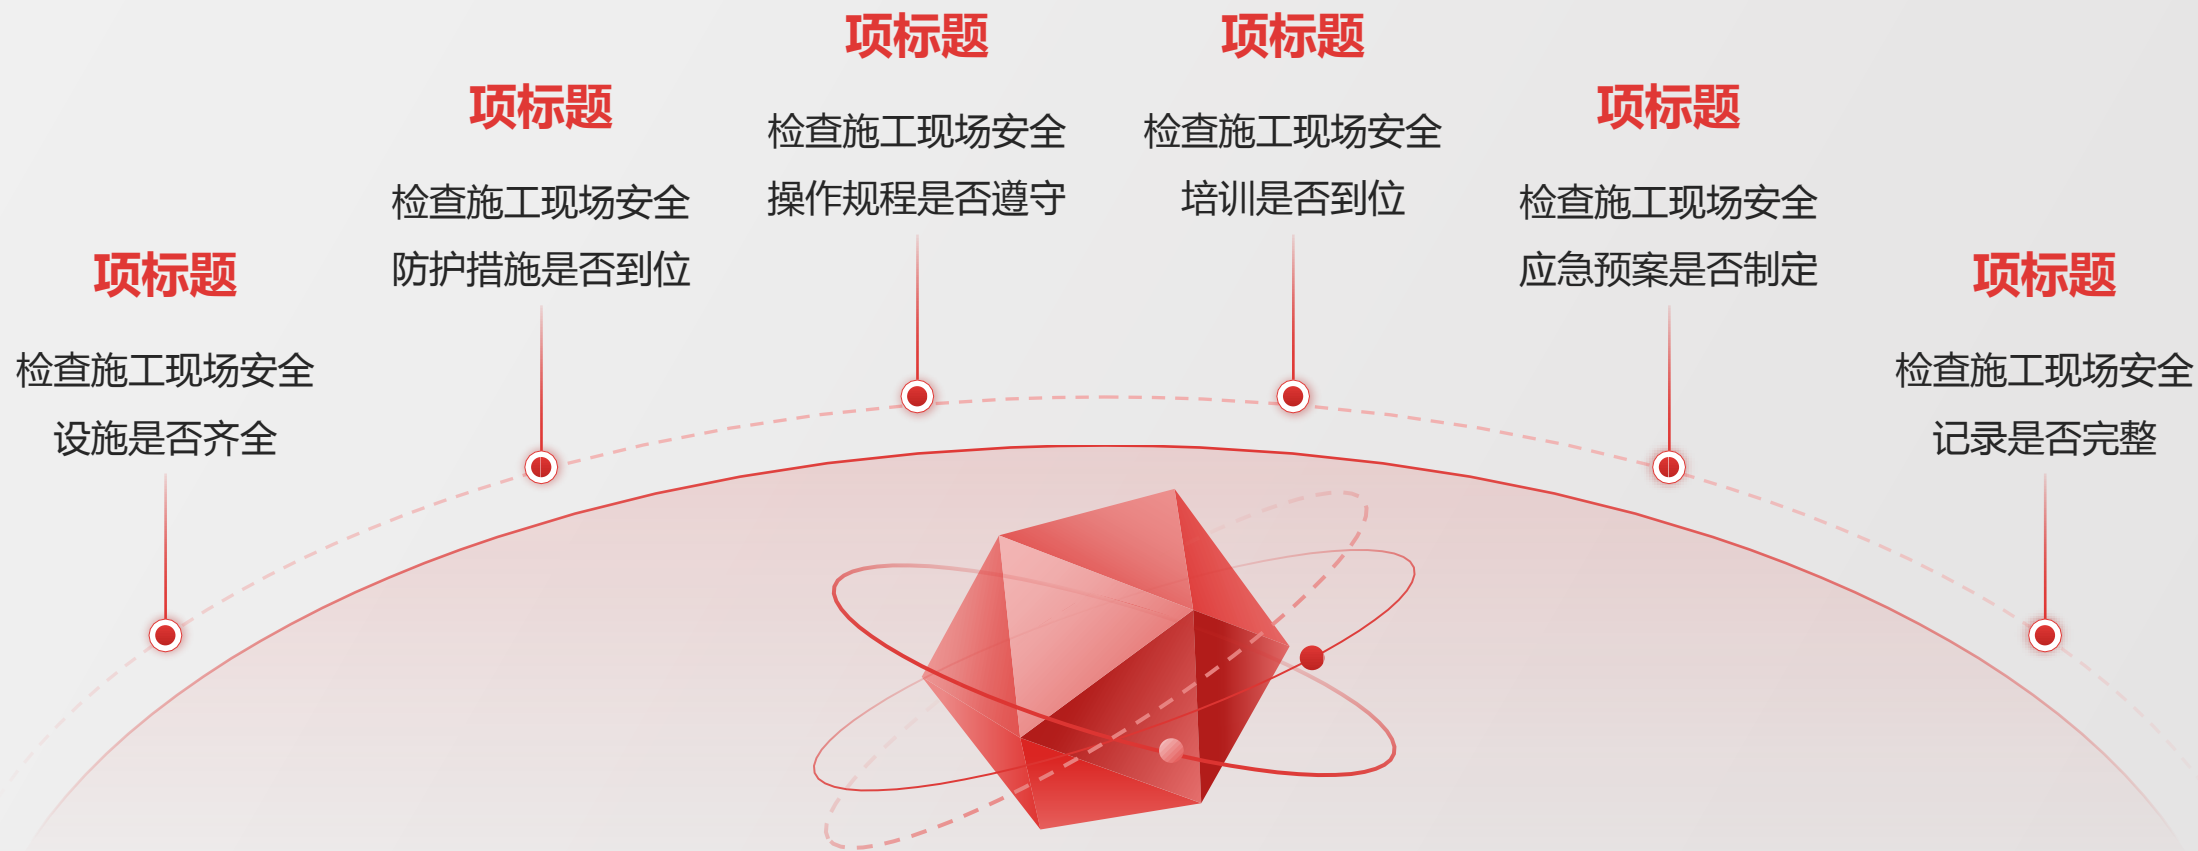 项标题
检查施工现场安全
设施是否齐全
项标题
检查施工现场安全
防护措施是否到位
项标题
检查施工现场安全
操作规程是否遵守
项标题
检查施工现场安全
培训是否到位
项标题
检查施工现场安全
应急预案是否制定
项标题
检查施工现场安全
记录是否完整